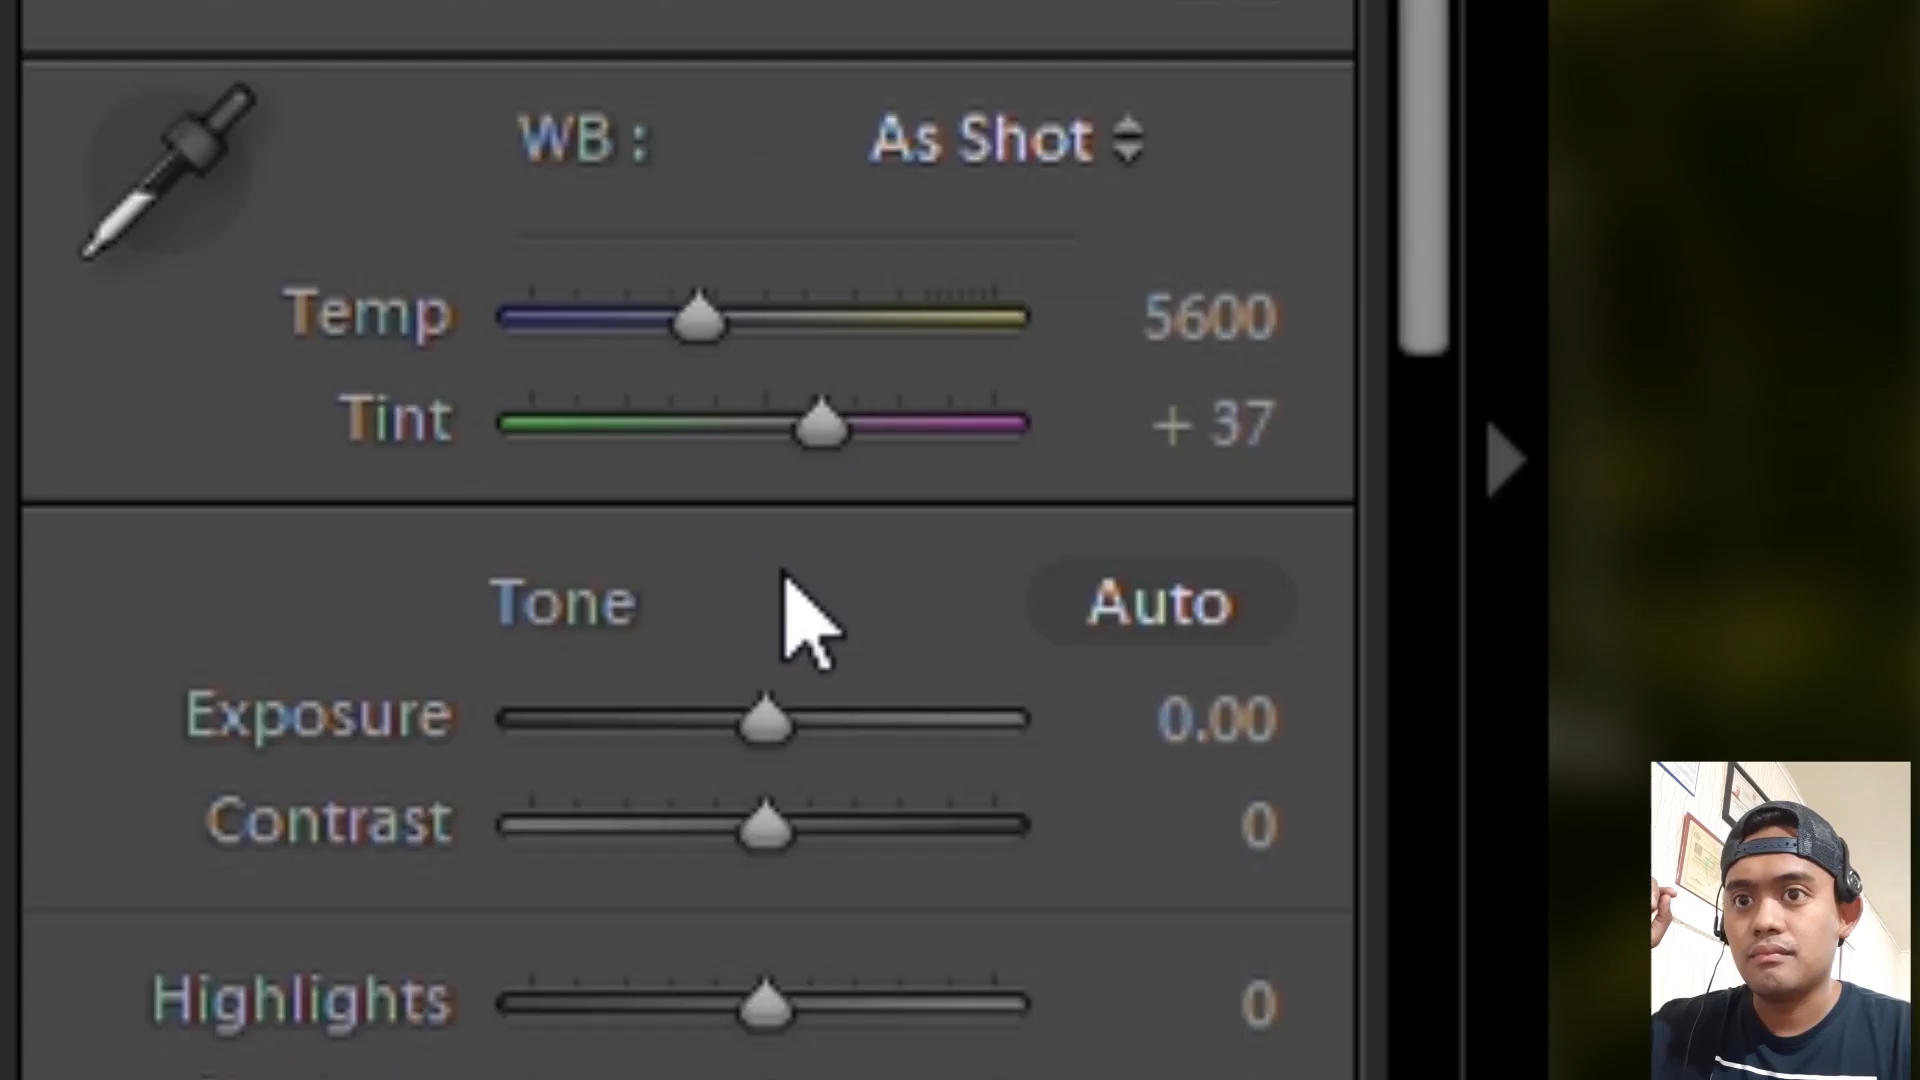 WB : As Shot
Temp 5600
Tint + 37
Tone Auto
Exposure 0.00
Contrast 0
Highlights 0